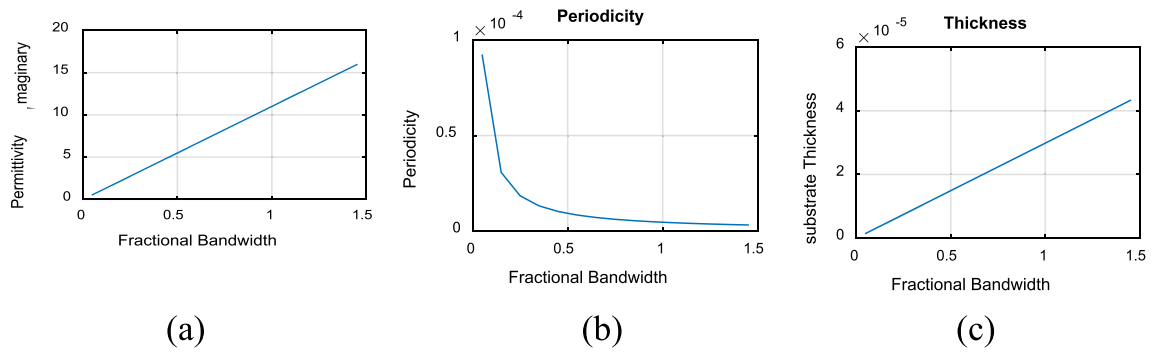 20
15
10
5
0
0
0.5
1
1.5
Permittivity , maginary
Fractional Bandwidth
(a)
Periodicity
× 10 -4
1
0.5
0
0
0.5
1
1.5
Periodicity
Fractional Bandwidth
(b)
Thickness
× 10 -5
6
4
2
0
0
0.5
1
1.5
substrate Thickness
Fractional Bandwidth
(c)